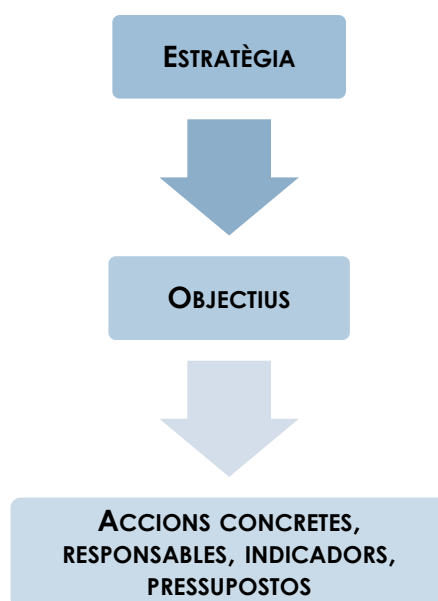 ESTRATÈGIA
OBJECTIUS
ACCIONS CONCRETES,
RESPONSABLES, INDICADORS,
PRESSUPOSTOS